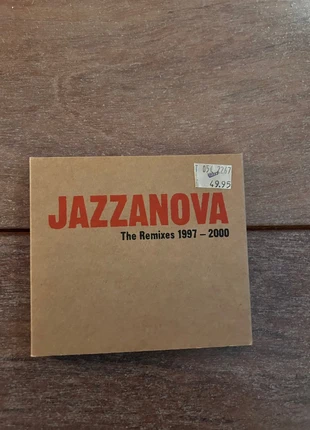 49.95
JAZZANOVA
The Remixes 1997 – 2000